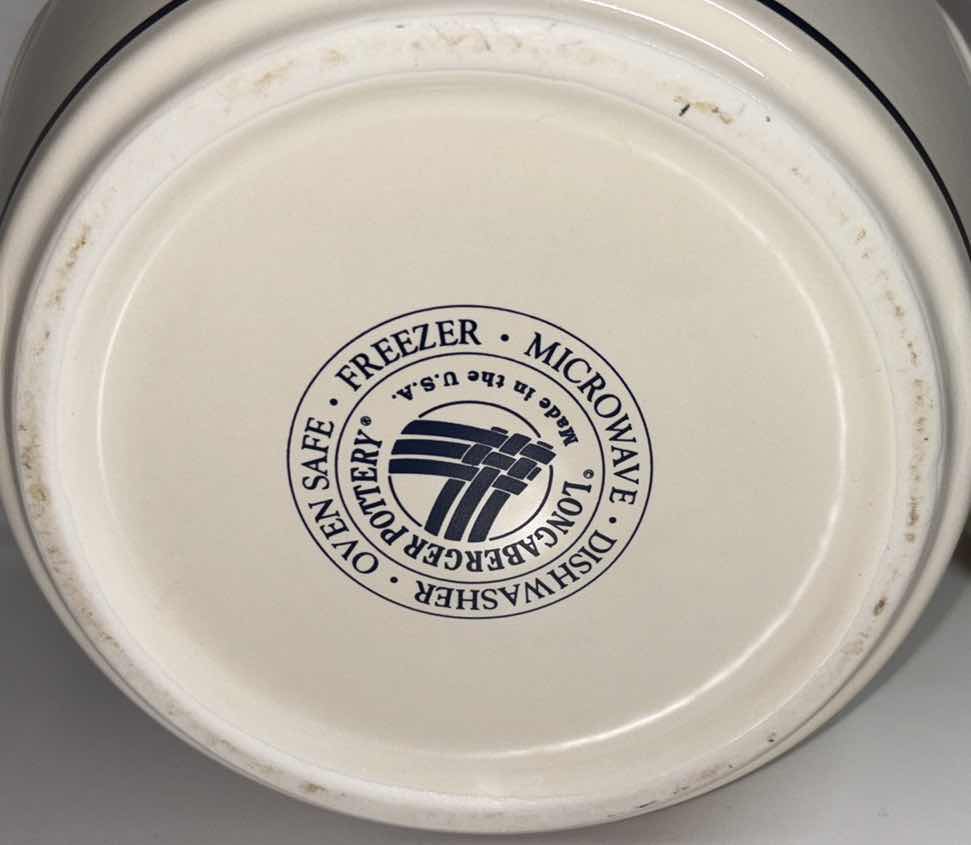 OVEN SAFE • FREEZER • MICROWAVE • DISHWASHER •
©LONGABERGER POTTERY®
Made in the U.S.A.